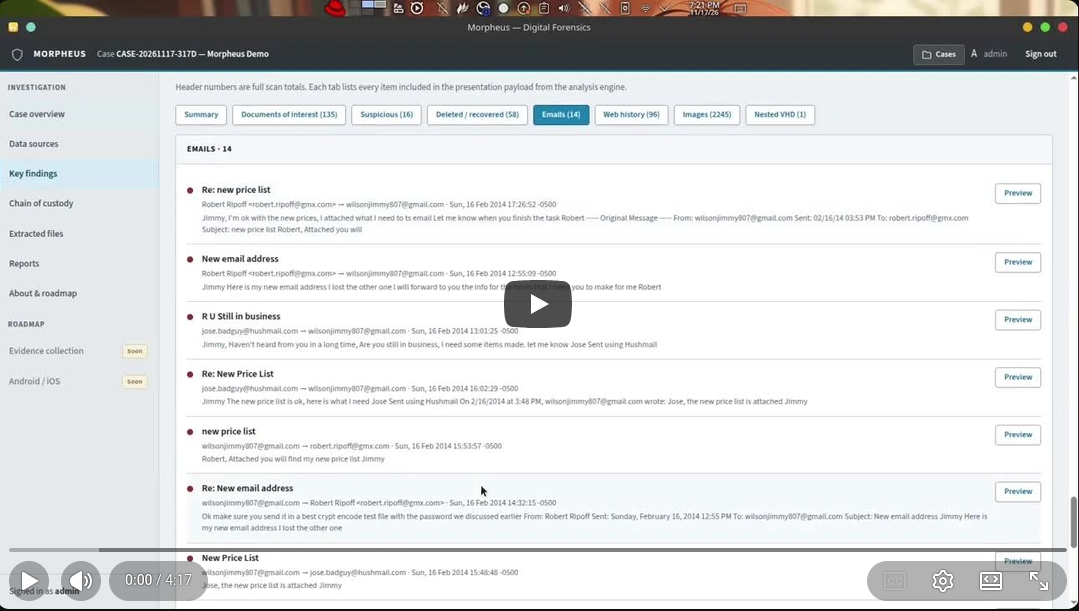 7:21 PM
11/17/26
Morpheus — Digital Forensics
MORPHEUS
Case CASE-20261117-317D — Morpheus Demo
Cases
A admin
Sign out
INVESTIGATION
Case overview
Data sources
Key findings
Chain of custody
Extracted files
Reports
About & roadmap
ROADMAP
Evidence collection Soon
Android / iOS Soon
Signed in as admin
Header numbers are full scan totals. Each tab lists every item included in the presentation payload from the analysis engine.
Summary
Documents of interest (135)
Suspicious (16)
Deleted / recovered (58)
Emails (14)
Web history (96)
Images (2245)
Nested VHD (1)
EMAILS · 14
Re: new price list
Preview
Robert Ripoff <robert.ripoff@gmx.com> → wilsonjimmy807@gmail.com · Sun, 16 Feb 2014 17:26:52 -0500
Jimmy, I'm ok with the new prices, I attached what I need to ts email Let me know when you finish the task Robert ----- Original Message ----- From: wilsonjimmy807@gmail.com Sent: 02/16/14 03:53 PM To: robert.ripoff@gmx.com
Subject: new price list Robert, Attached you will
New email address
Preview
Robert Ripoff <robert.ripoff@gmx.com> → wilsonjimmy807@gmail.com · Sun, 16 Feb 2014 12:55:09 -0500
Jimmy Here is my new email address I lost the other one I will forward to you the info for you to make for me Robert
R U Still in business
Preview
jose.badguy@hushmail.com → wilsonjimmy807@gmail.com · Sun, 16 Feb 2014 13:01:25 -0500
Jimmy, Haven't heard from you in a long time, Are you still in business, i need some items made. let me know Jose Sent using Hushmail
Re: New Price List
Preview
jose.badguy@hushmail.com → wilsonjimmy807@gmail.com · Sun, 16 Feb 2014 16:02:29 -0500
Jimmy The new price list is ok, here is what I need Jose Sent using Hushmail On 2/16/2014 at 3:48 PM, wilsonjimmy807@gmail.com wrote: Jose, the new price list is attached Jimmy
new price list
Preview
wilsonjimmy807@gmail.com → robert.ripoff@gmx.com · Sun, 16 Feb 2014 15:53:57 -0500
Robert, Attached you will find my new price list Jimmy
Re: New email address
Preview
wilsonjimmy807@gmail.com → Robert Ripoff <robert.ripoff@gmx.com> · Sun, 16 Feb 2014 14:32:15 -0500
Ok make sure you send it in a best crypt encode test file with the password we discussed earlier From: Robert Ripoff Sent: Sunday, February 16, 2014 12:55 PM To: wilsonjimmy807@gmail.com Subject: New email address Jimmy Here is
my new email address I lost the other one
New Price List
Preview
wilsonjimmy807@gmail.com → jose.badguy@hushmail.com · Sun, 16 Feb 2014 15:48:48 -0500
Jose, the new price list is attached Jimmy
0:00 / 4:17